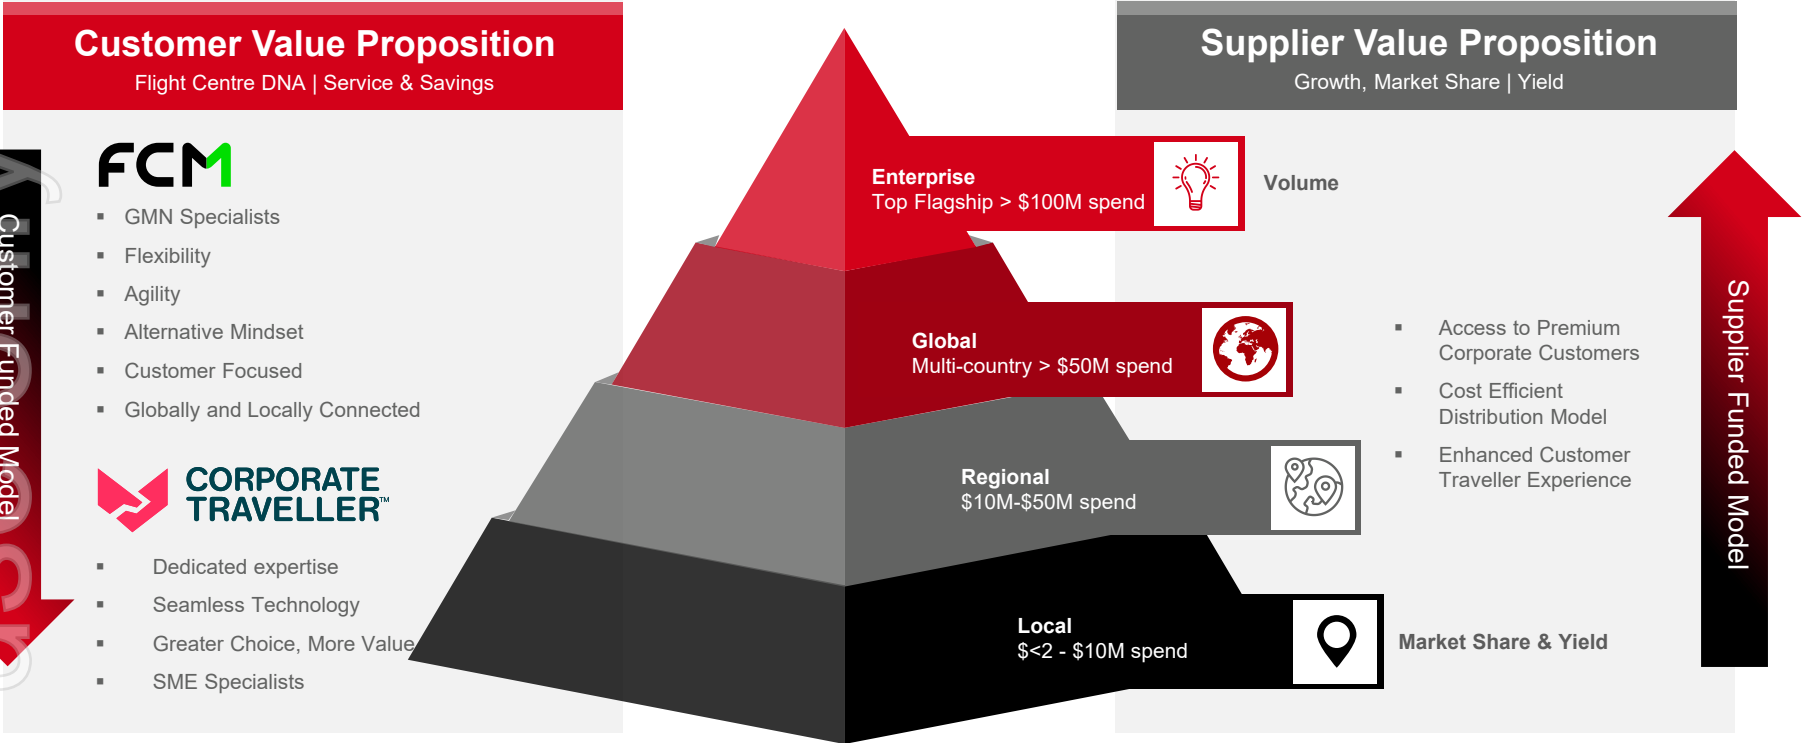 Customer Value Proposition
Flight Centre DNA | Service & Savings
FCM
▪ GMN Specialists
▪ Flexibility
▪ Agility
▪ Alternative Mindset
▪ Customer Focused
▪ Globally and Locally Connected
CORPORATE
TRAVELLER™
▪ Dedicated expertise
▪ Seamless Technology
▪ Greater Choice, More Value
▪ SME Specialists
Customer Funded Model
Enterprise
Top Flagship > $100M spend
Global
Multi-country > $50M spend
Regional
$10M-$50M spend
Local
$<2 - $10M spend
Supplier Value Proposition
Growth, Market Share | Yield
Volume
▪ Access to Premium
Corporate Customers
▪ Cost Efficient
Distribution Model
▪ Enhanced Customer
Traveller Experience
Market Share & Yield
Supplier Funded Model